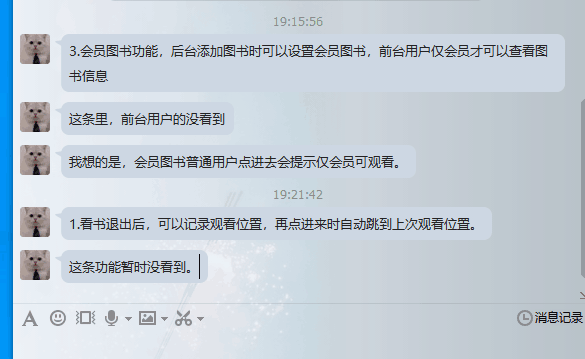 19:15:56
3.会员图书功能，后台添加图书时可以设置会员图书，前台用户仅会员才可以查看图
书信息
这条里，前台用户的没看到
我想的是，会员图书普通用户点进去会提示仅会员可观看。
19:21:42
1.看书退出后，可以记录观看位置，再点进来时自动跳到上次观看位置。
这条功能暂时没看到。
消息记录